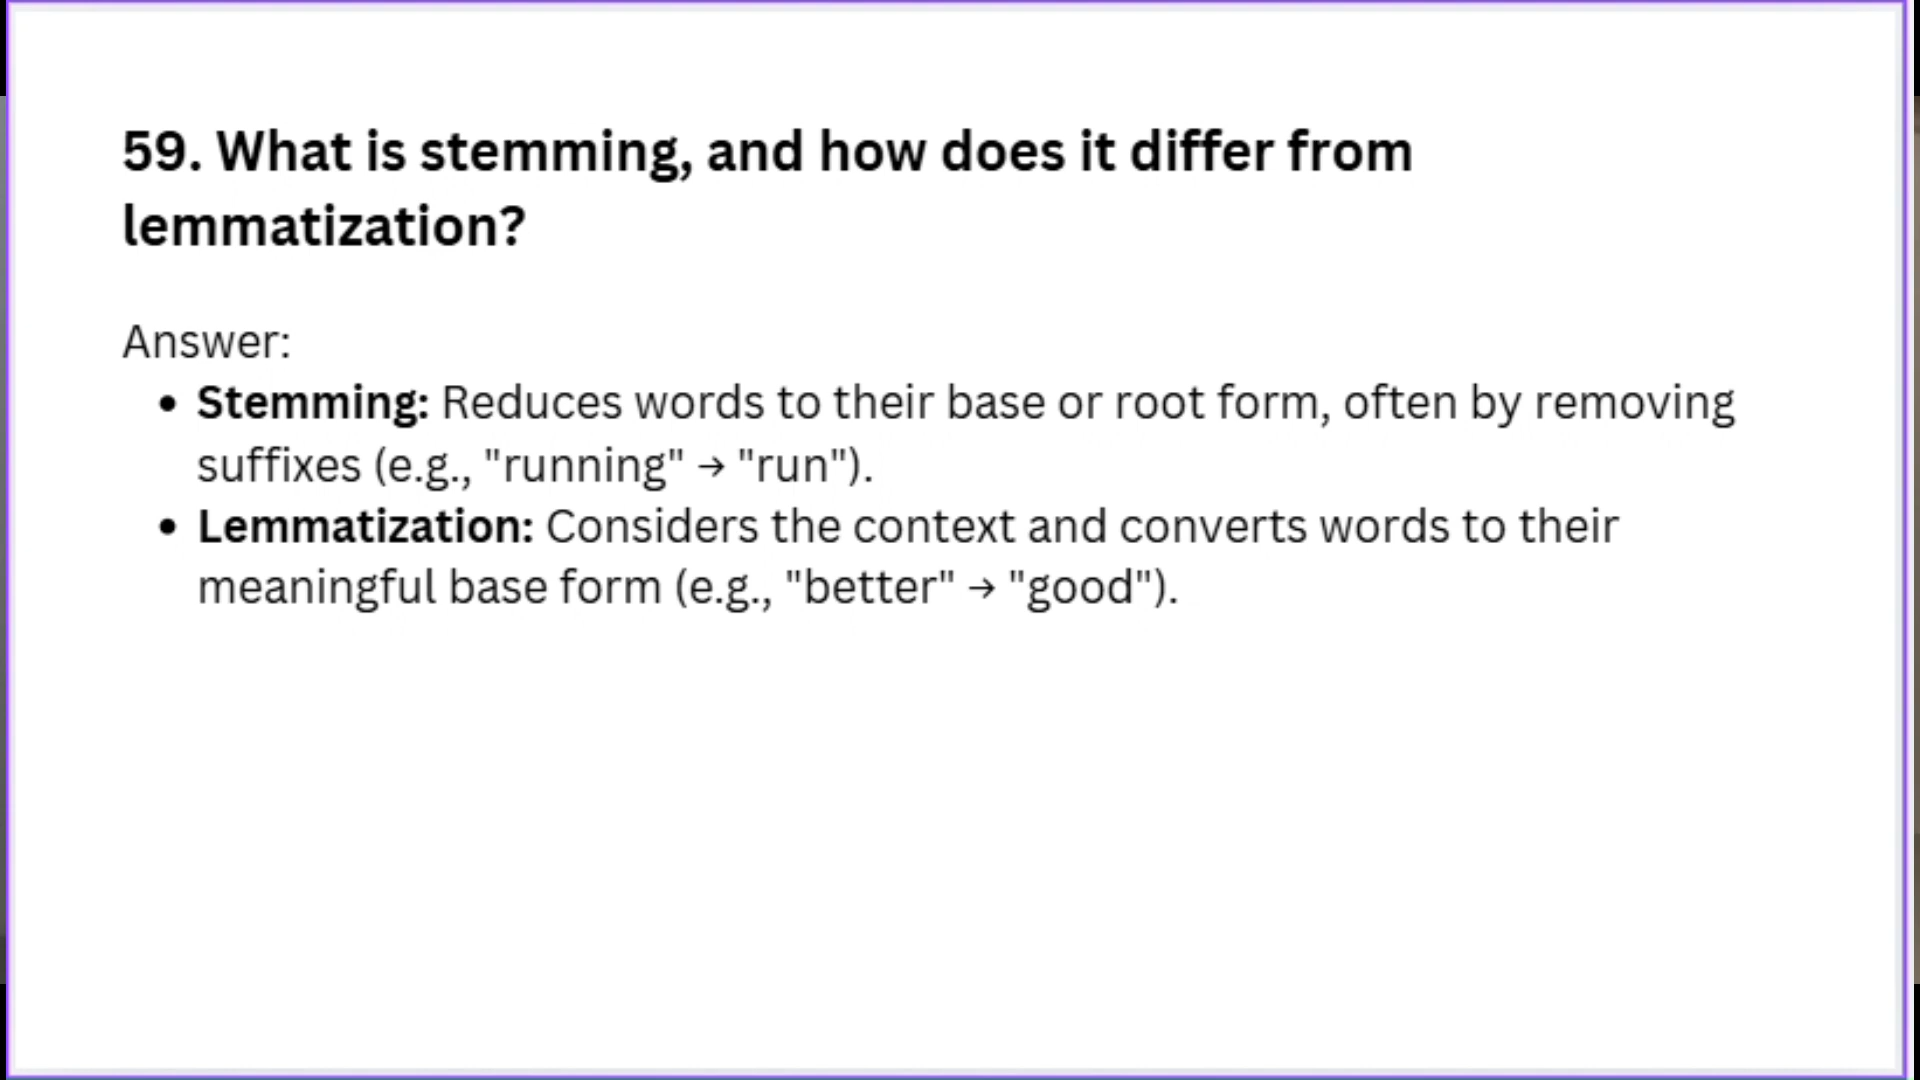 59. What is stemming, and how does it differ from
lemmatization?
Answer:
• Stemming: Reduces words to their base or root form, often by removing
suffixes (e.g., "running" → "run").
• Lemmatization: Considers the context and converts words to their
meaningful base form (e.g., "better" → "good").